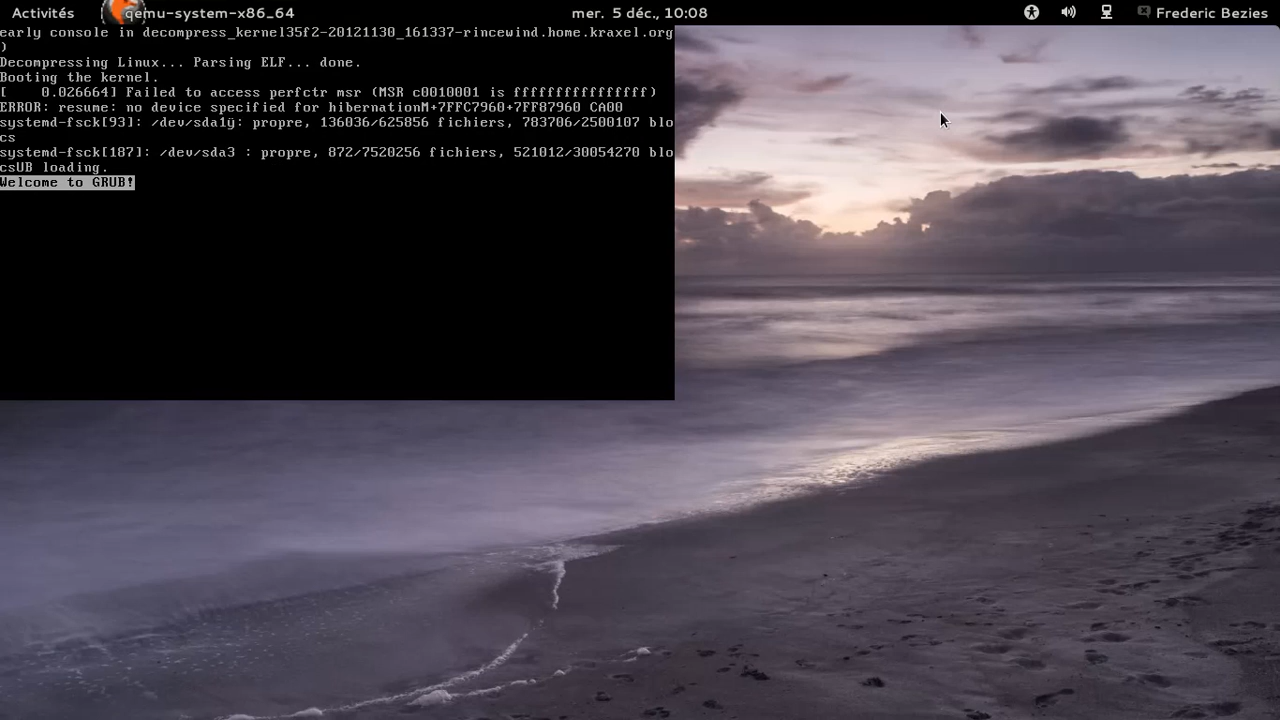 Activités qemu-system-x86_64 mer. 5 déc., 10:08 Frederic Bezies
early console in decompress_kernel35f2-20121130_161337-rincewind.home.kraxel.org
)
Decompressing Linux... Parsing ELF... done.
Booting the kernel.
[    0.026664] Failed to access perfctr msr (MSR c0010001 is ffffffffffffffff)
ERROR: resume: no device specified for hibernationM+7FFC7960+7FF87960 CA00
systemd-fsck[93]: /dev/sda1ÿ: propre, 136036/625856 fichiers, 783706/2500107 blo
cs
systemd-fsck[187]: /dev/sda3 : propre, 872/7520256 fichiers, 521012/30054270 blo
csUB loading.
Welcome to GRUB!